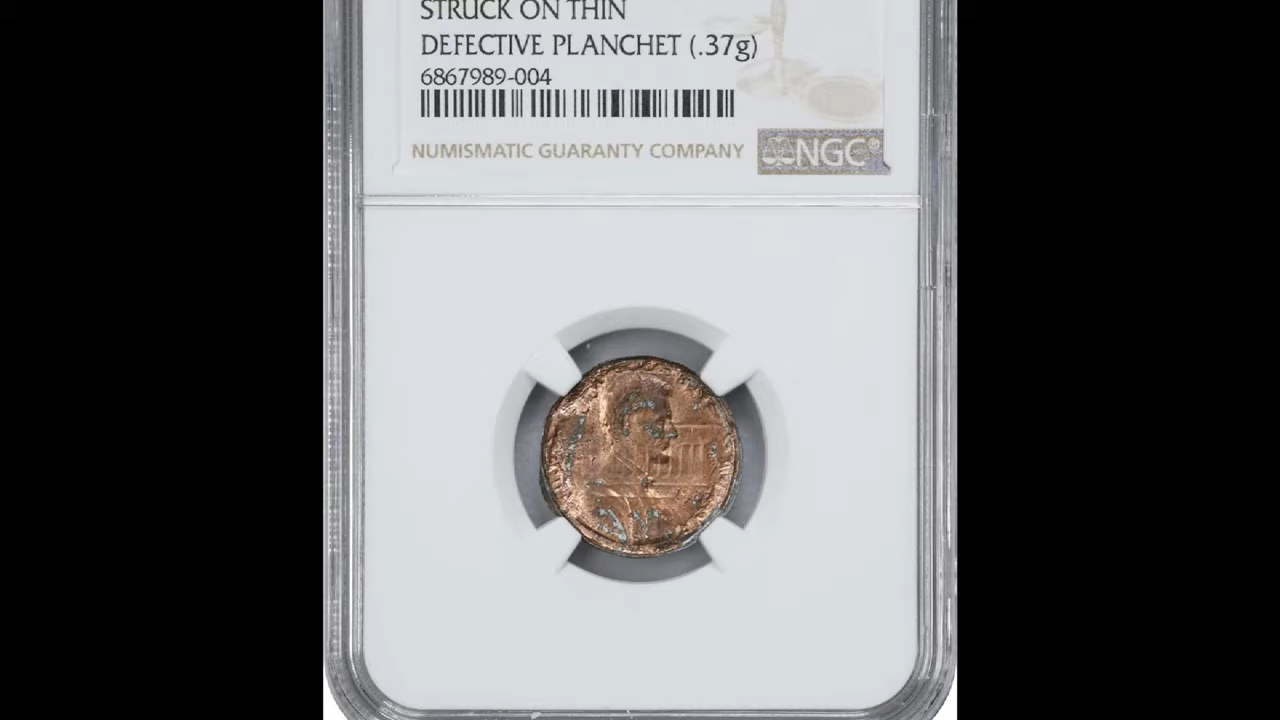 STRUCK ON THIN
DEFECTIVE PLANCHET (.37g)
6867989-004
NUMISMATIC GUARANTY COMPANY
NGC®